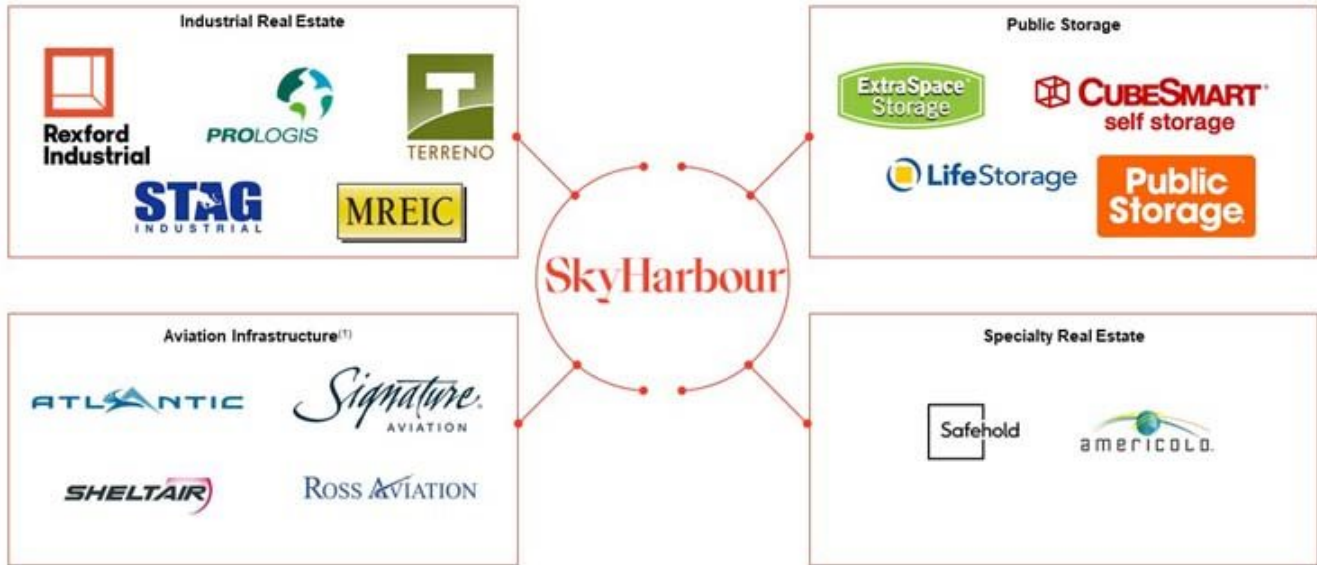 Industrial Real Estate
Rexford
Industrial
PROLOGIS
TERRENO
STAG
INDUSTRIAL
MREIC
Public Storage
ExtraSpace
Storage
CUBESMART
self storage
LifeStorage
Public
Storage
SkyHarbour
Aviation Infrastructure(1)
ATLANTIC
Signature
AVIATION
SHELTAIR
ROSS AVIATION
Specialty Real Estate
Safehold
americold